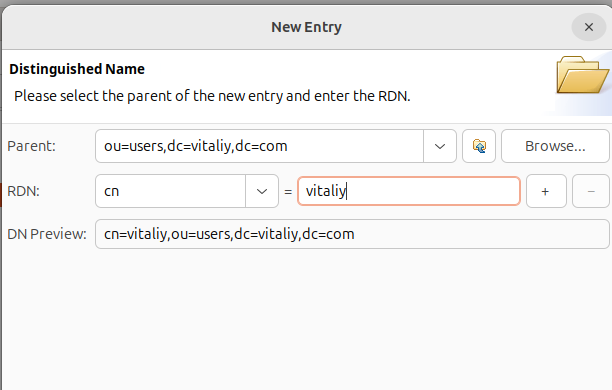 New Entry
Distinguished Name
Please select the parent of the new entry and enter the RDN.
Parent: ou=users,dc=vitaliy,dc=com Browse...
RDN: cn = vitaliy + −
DN Preview: cn=vitaliy,ou=users,dc=vitaliy,dc=com